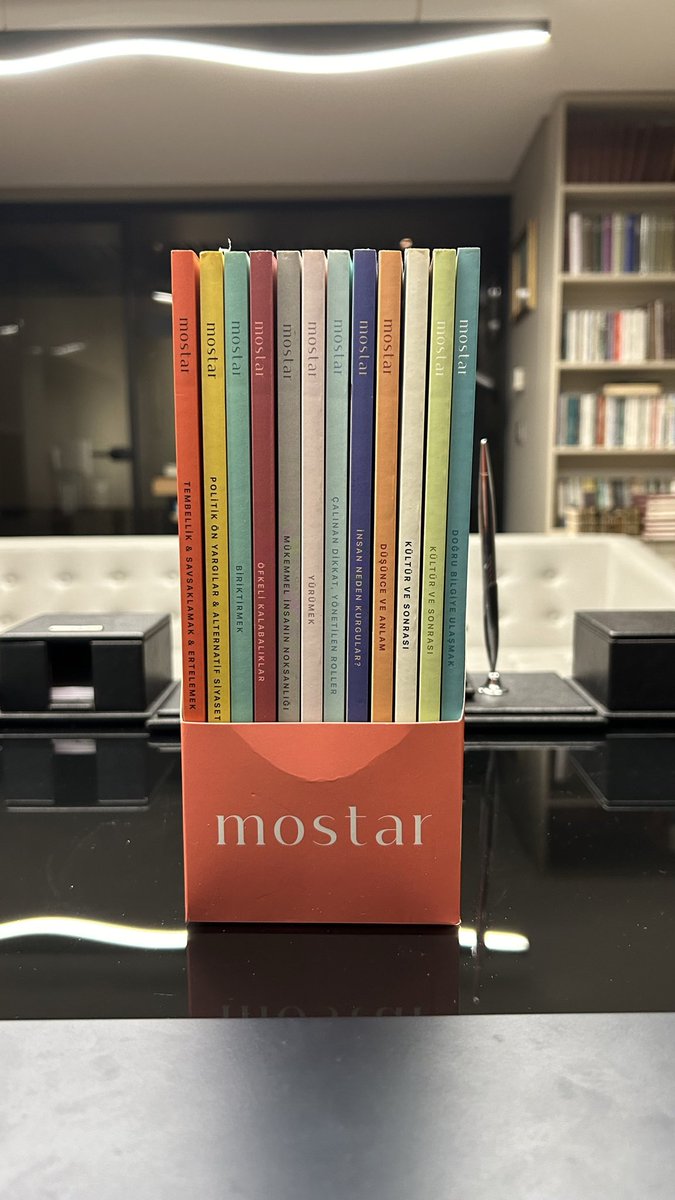 mostar
TEMBELLİK & SAVSAKLAMAK & ERTELEMEK
mostar
POLİTİK ÖN YARGILAR & ALTERNATİF SİYASET
mostar
BİRİKTİRMEK
mostar
ÖFKELİ KALABALIKLAR
mostar
MÜKEMMEL İNSANIN NOKSANLIĞI
mostar
YÜRÜMEK
mostar
ÇALINAN DİKKAT, YÖNETİLEN ROLLER
mostar
İNSAN NEDEN KURGULAR?
mostar
DÜŞÜNCE VE ANLAM
KÜLTÜR VE SONRASI
mostar
KÜLTÜR VE SONRASI
mostar
DOĞRU BİLGİYE ULAŞMAK
mostar